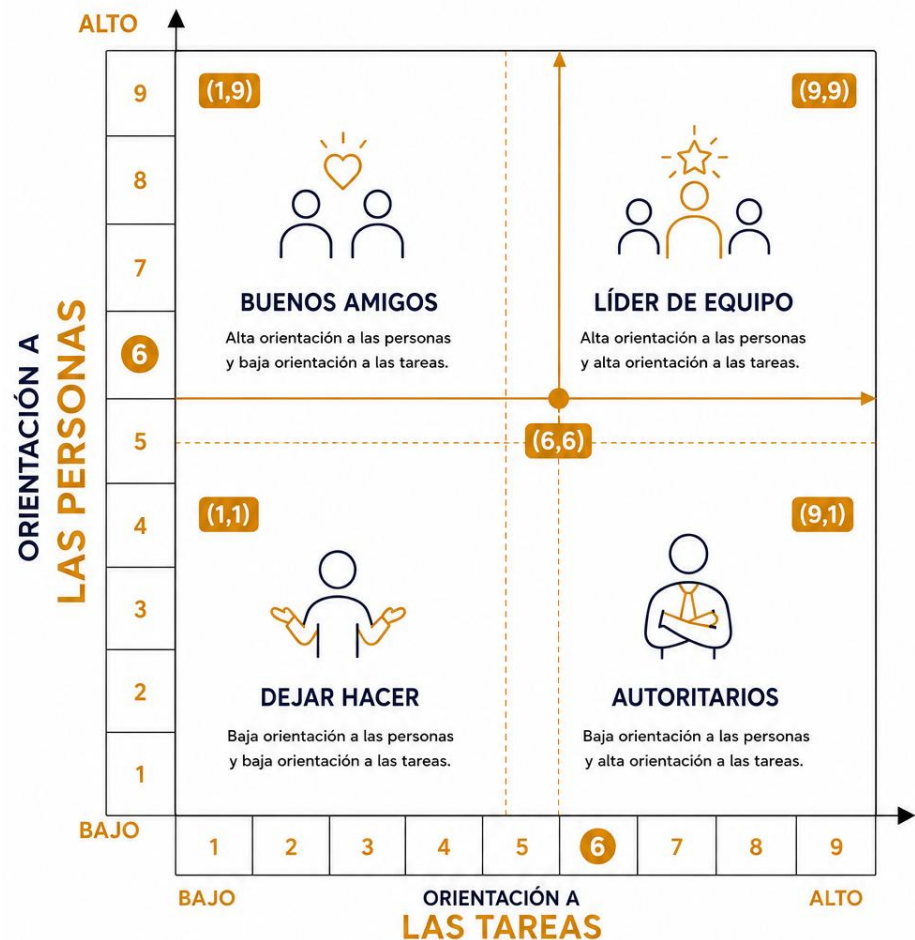 ALTO
9
8
7
6
5
4
3
2
1
BAJO
ORIENTACIÓN A
LAS PERSONAS
(1,9)
BUENOS AMIGOS
Alta orientación a las personas
y baja orientación a las tareas.
(9,9)
LÍDER DE EQUIPO
Alta orientación a las personas
y alta orientación a las tareas.
(6,6)
(1,1)
DEJAR HACER
Baja orientación a las personas
y baja orientación a las tareas.
(9,1)
AUTORITARIOS
Baja orientación a las personas
y alta orientación a las tareas.
1 2 3 4 5 6 7 8 9
BAJO
ORIENTACIÓN A
LAS TAREAS
ALTO